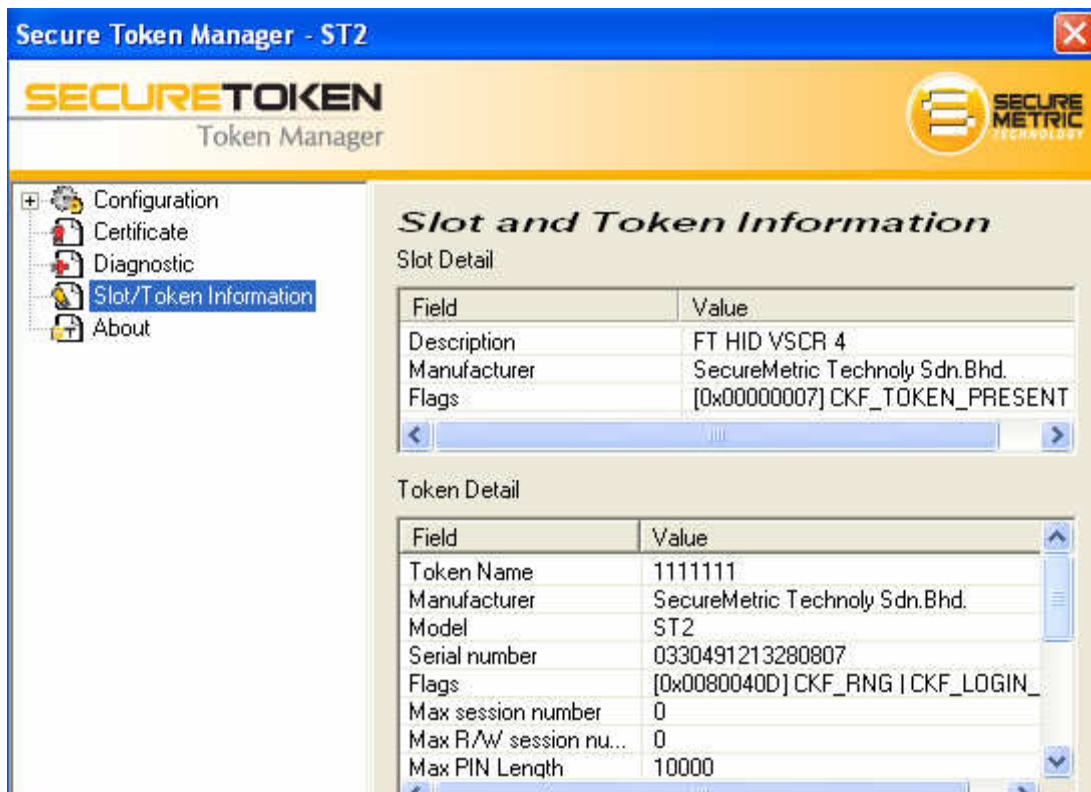 Secure Token Manager - ST2
SECURETOKEN
Token Manager
SECURE
METRIC
TECHNOLOGY
Configuration
Certificate
Diagnostic
Slot/Token Information
About
Slot and Token Information
Slot Detail
Field Value
Description FT HID VSCR 4
Manufacturer SecureMetric Technoly Sdn.Bhd.
Flags [0x00000007] CKF_TOKEN_PRESENT
Token Detail
Field Value
Token Name 1111111
Manufacturer SecureMetric Technoly Sdn.Bhd.
Model ST2
Serial number 0330491213280807
Flags [0x0080040D] CKF_RNG | CKF_LOGIN_
Max session number 0
Max R/W session nu... 0
Max PIN Length 10000